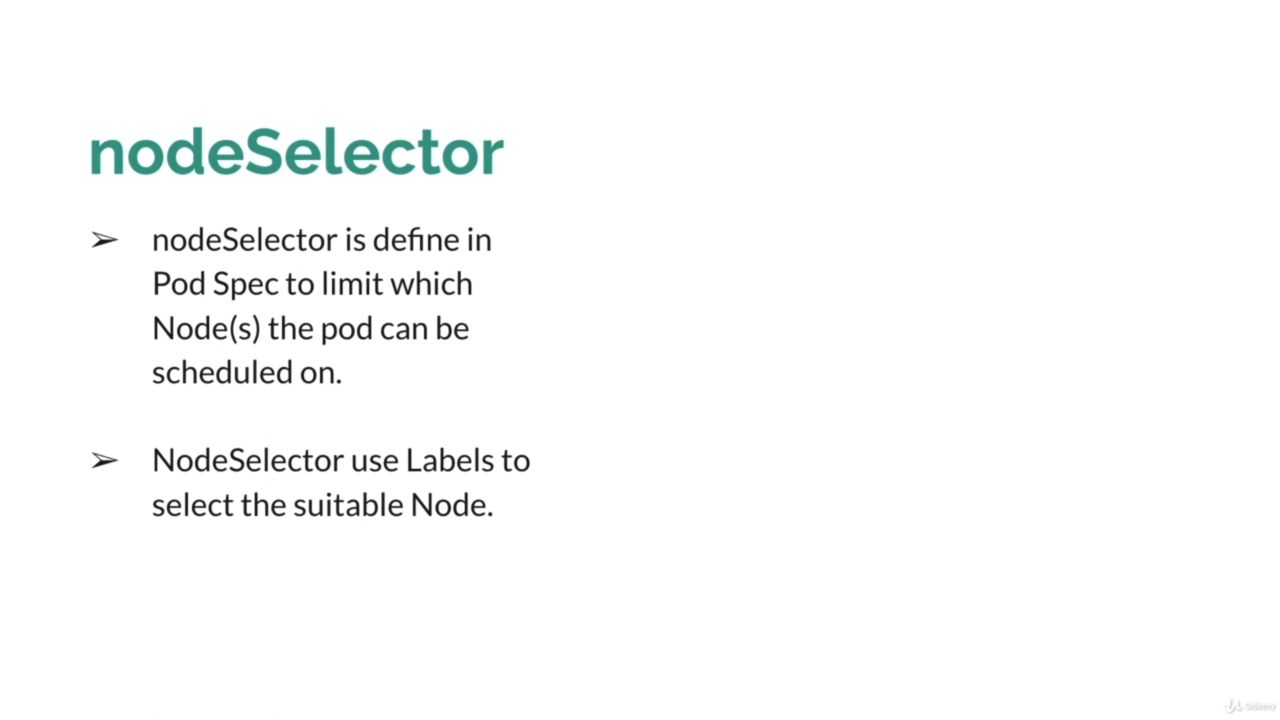 nodeSelector
➢ nodeSelector is define in
Pod Spec to limit which
Node(s) the pod can be
scheduled on.
➢ NodeSelector use Labels to
select the suitable Node.
Udemy